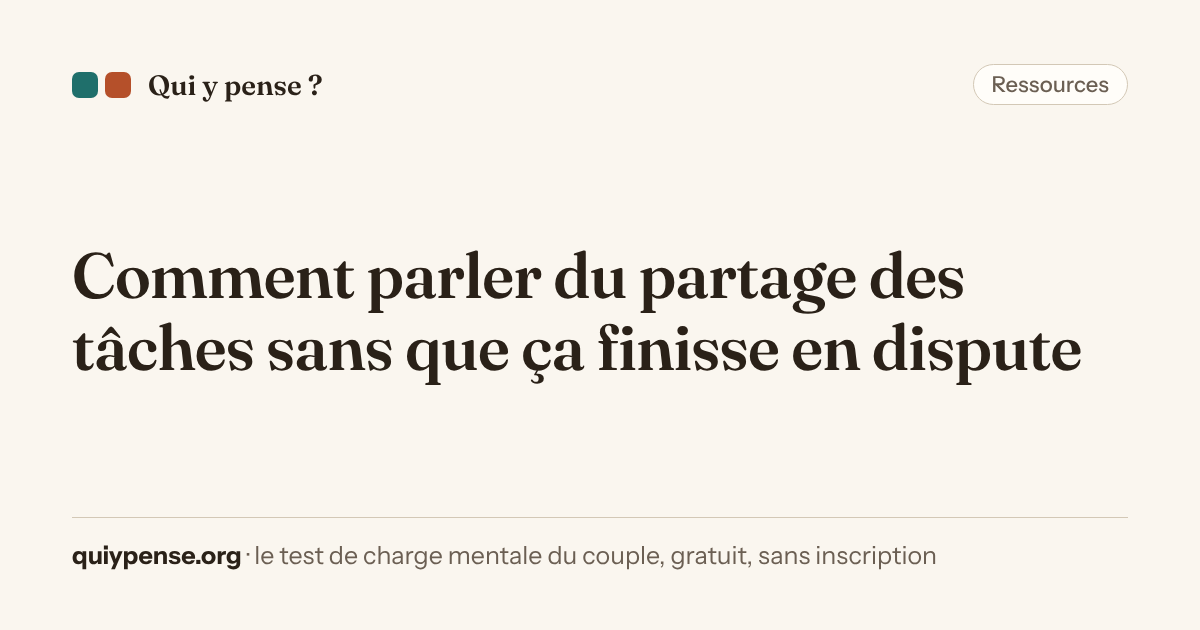 Qui y pense ?
Ressources
Comment parler du partage des
tâches sans que ça finisse en dispute
quiypense.org · le test de charge mentale du couple, gratuit, sans inscription